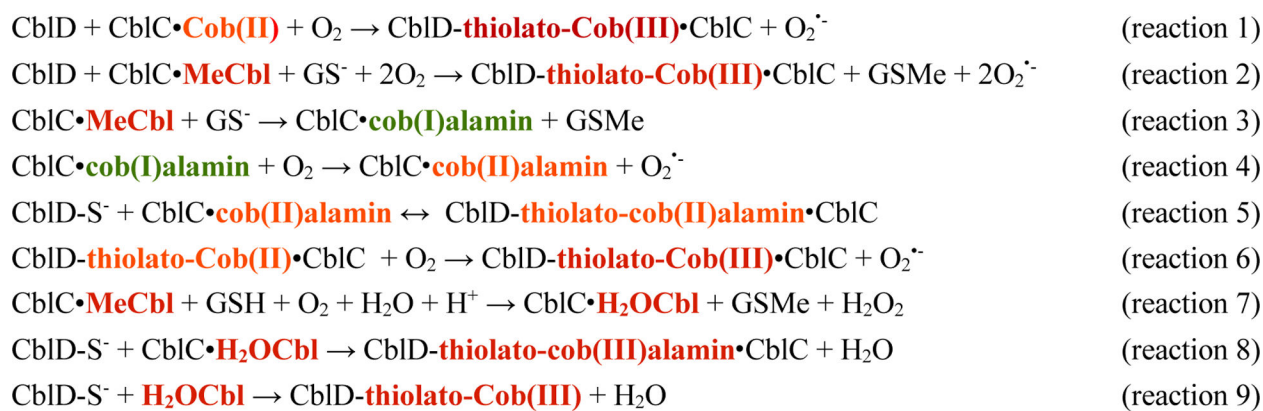 CblD + CblC•Cob(II) + O₂ → CblD-thiolato-Cob(III)•CblC + O₂•⁻ (reaction 1)
CblD + CblC•MeCbl + GS⁻ + 2O₂ → CblD-thiolato-Cob(III)•CblC + GSMe + 2O₂•⁻ (reaction 2)
CblC•MeCbl + GS⁻ → CblC•cob(I)alamin + GSMe (reaction 3)
CblC•cob(I)alamin + O₂ → CblC•cob(II)alamin + O₂•⁻ (reaction 4)
CblD-S⁻ + CblC•cob(II)alamin ↔ CblD-thiolato-cob(II)alamin•CblC (reaction 5)
CblD-thiolato-Cob(II)•CblC + O₂ → CblD-thiolato-Cob(III)•CblC + O₂•⁻ (reaction 6)
CblC•MeCbl + GSH + O₂ + H₂O + H⁺ → CblC•H₂OCbl + GSMe + H₂O₂ (reaction 7)
CblD-S⁻ + CblC•H₂OCbl → CblD-thiolato-cob(III)alamin•CblC + H₂O (reaction 8)
CblD-S⁻ + H₂OCbl → CblD-thiolato-Cob(III) + H₂O (reaction 9)